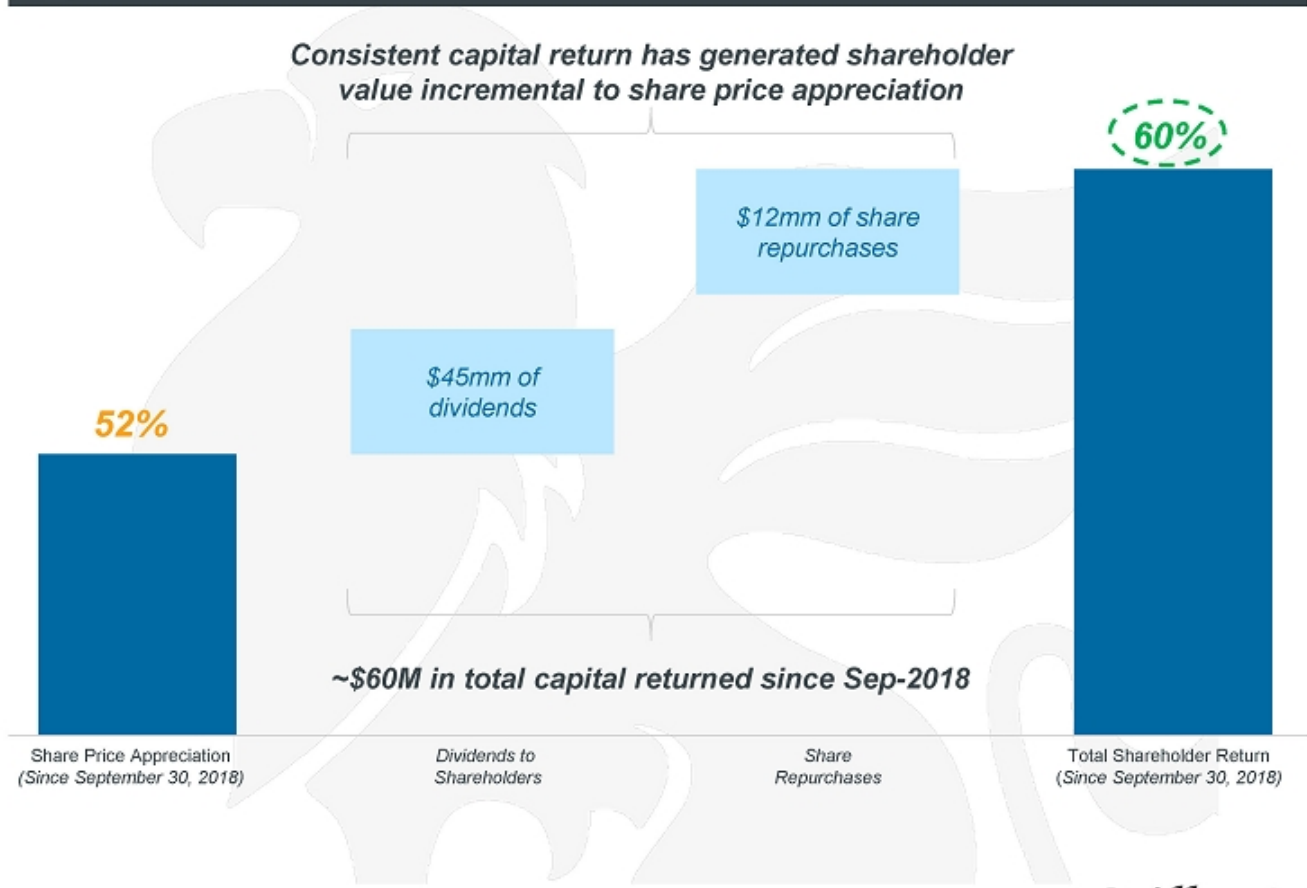 Consistent capital return has generated shareholder
value incremental to share price appreciation
60%
$12mm of share
repurchases
$45mm of
dividends
52%
~$60M in total capital returned since Sep-2018
Share Price Appreciation
(Since September 30, 2018)
Dividends to
Shareholders
Share
Repurchases
Total Shareholder Return
(Since September 30, 2018)